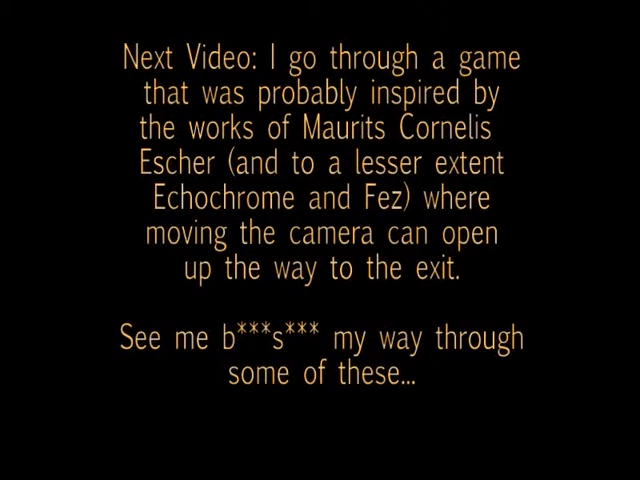 Next Video: I go through a game
that was probably inspired by
the works of Maurits Cornelis
Escher (and to a lesser extent
Echochrome and Fez) where
moving the camera can open
up the way to the exit.
See me b***s*** my way through
some of these...